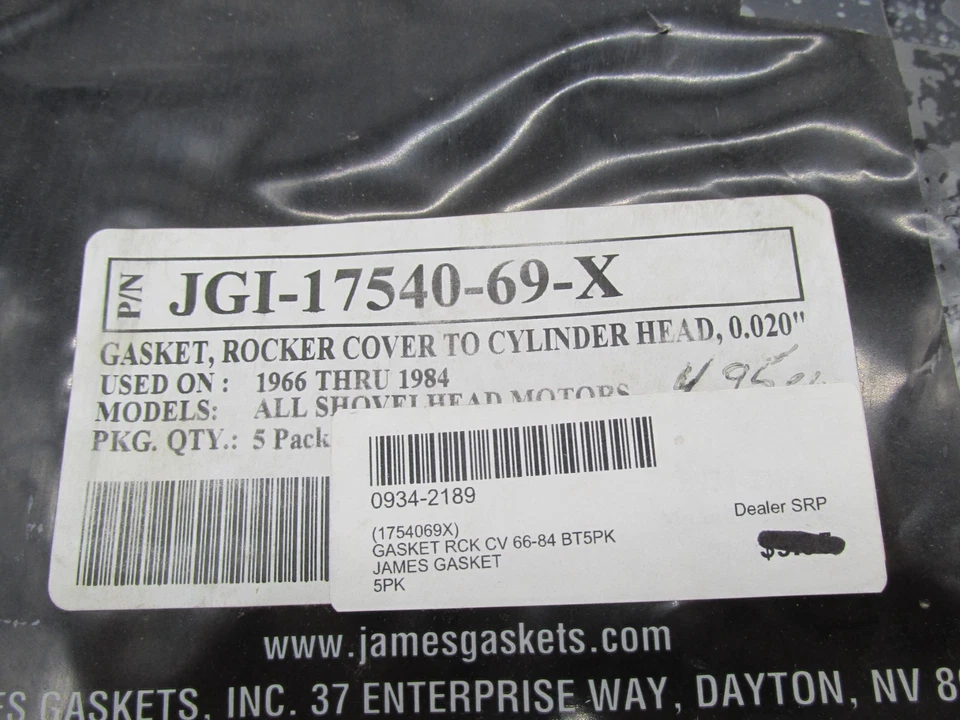 P/N JGI-17540-69-X
GASKET, ROCKER COVER TO CYLINDER HEAD, 0.020"
USED ON : 1966 THRU 1984
MODELS: ALL SHOVELHEAD MOTORS
PKG. QTY.: 5 Pack
0934-2189
Dealer SRP
(1754069X)
GASKET RCK CV 66-84 BT5PK
JAMES GASKET
5PK
www.jamesgaskets.com
ES GASKETS, INC. 37 ENTERPRISE WAY, DAYTON, NV 8